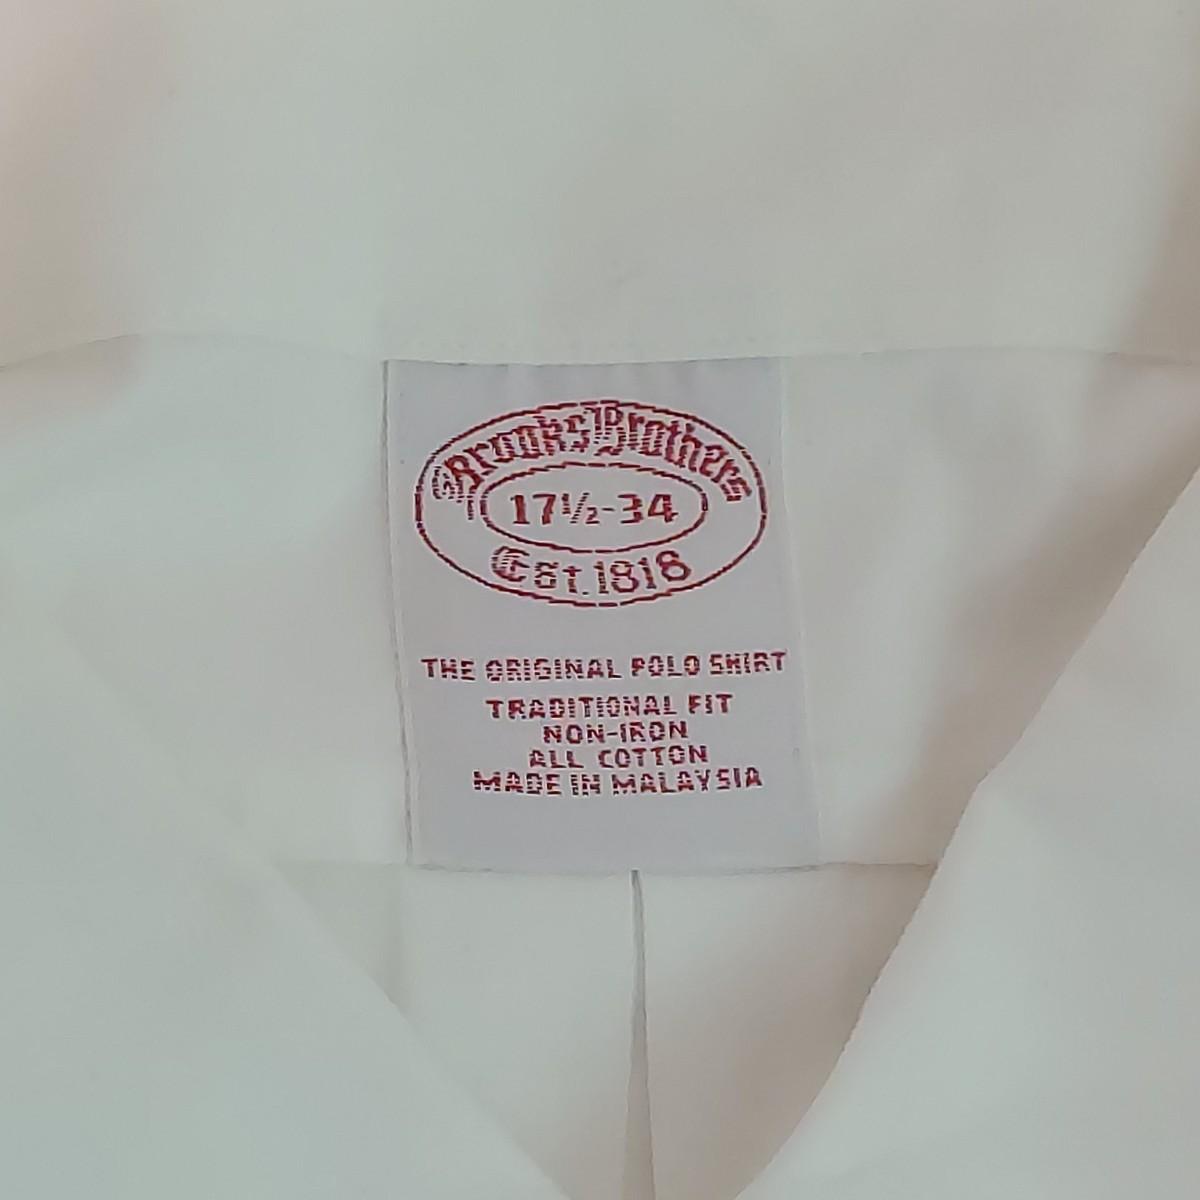 Brooks Brothers
17½-34
Est. 1818
THE ORIGINAL POLO SHIRT
TRADITIONAL FIT
NON-IRON
ALL COTTON
MADE IN MALAYSIA